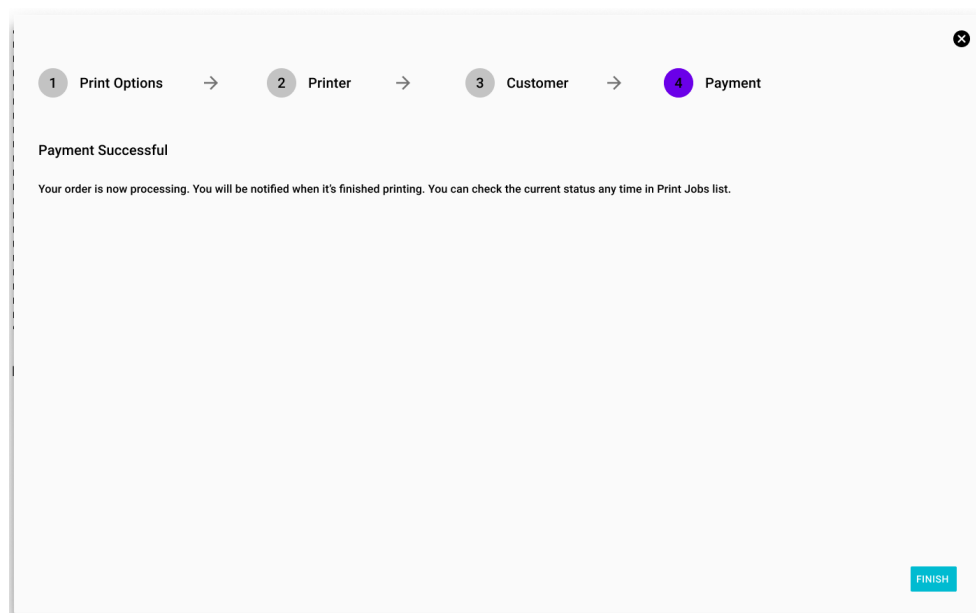 1 Print Options → 2 Printer → 3 Customer → 4 Payment
Payment Successful
Your order is now processing. You will be notified when it's finished printing. You can check the current status any time in Print Jobs list.
FINISH